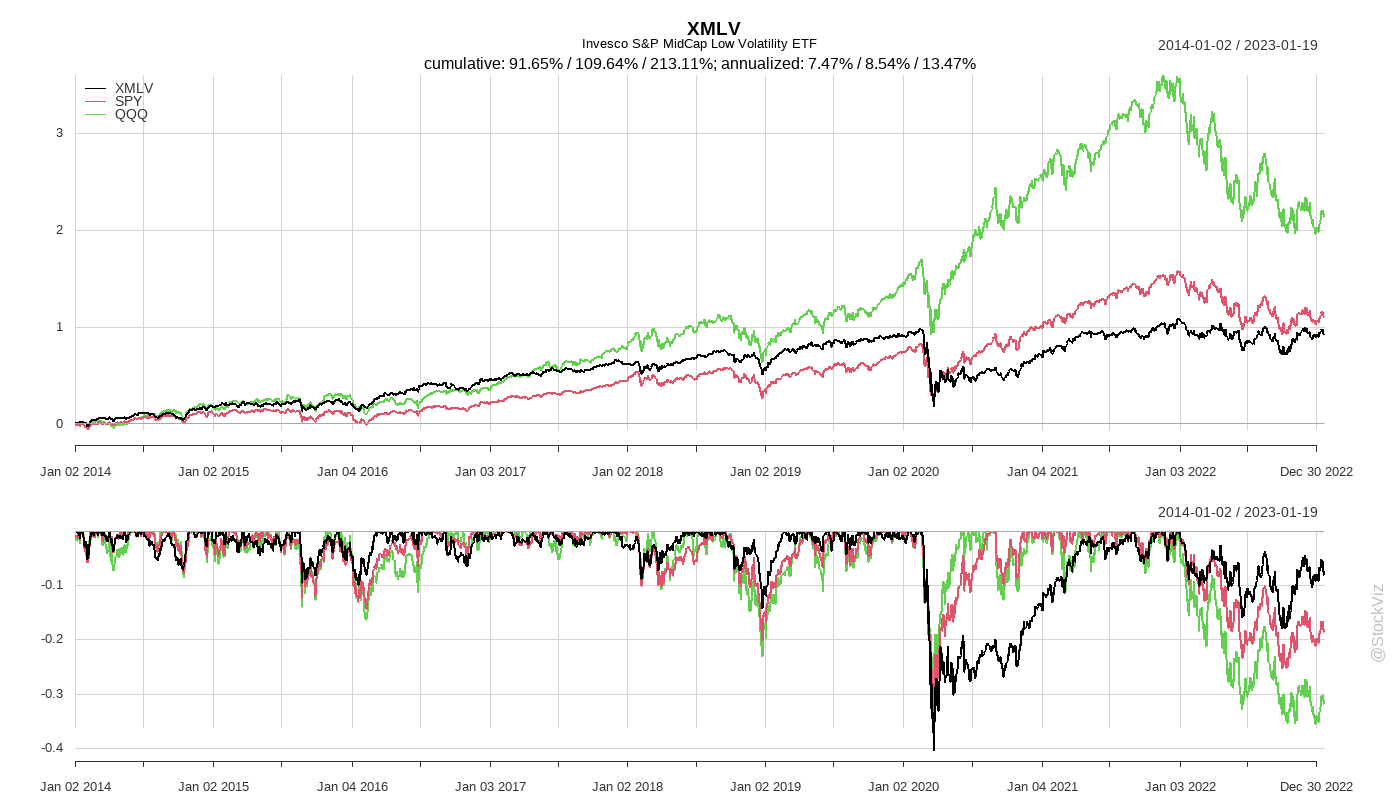 XMLV
Invesco S&P MidCap Low Volatility ETF
2014-01-02 / 2023-01-19
cumulative: 91.65% / 109.64% / 213.11%; annualized: 7.47% / 8.54% / 13.47%
XMLV
SPY
QQQ
3
2
1
0
Jan 02 2014 Jan 02 2015 Jan 04 2016 Jan 03 2017 Jan 02 2018 Jan 02 2019 Jan 02 2020 Jan 04 2021 Jan 03 2022 Dec 30 2022
2014-01-02 / 2023-01-19
-0.1
-0.2
-0.3
-0.4
Jan 02 2014 Jan 02 2015 Jan 04 2016 Jan 03 2017 Jan 02 2018 Jan 02 2019 Jan 02 2020 Jan 04 2021 Jan 03 2022 Dec 30 2022
@StockViz